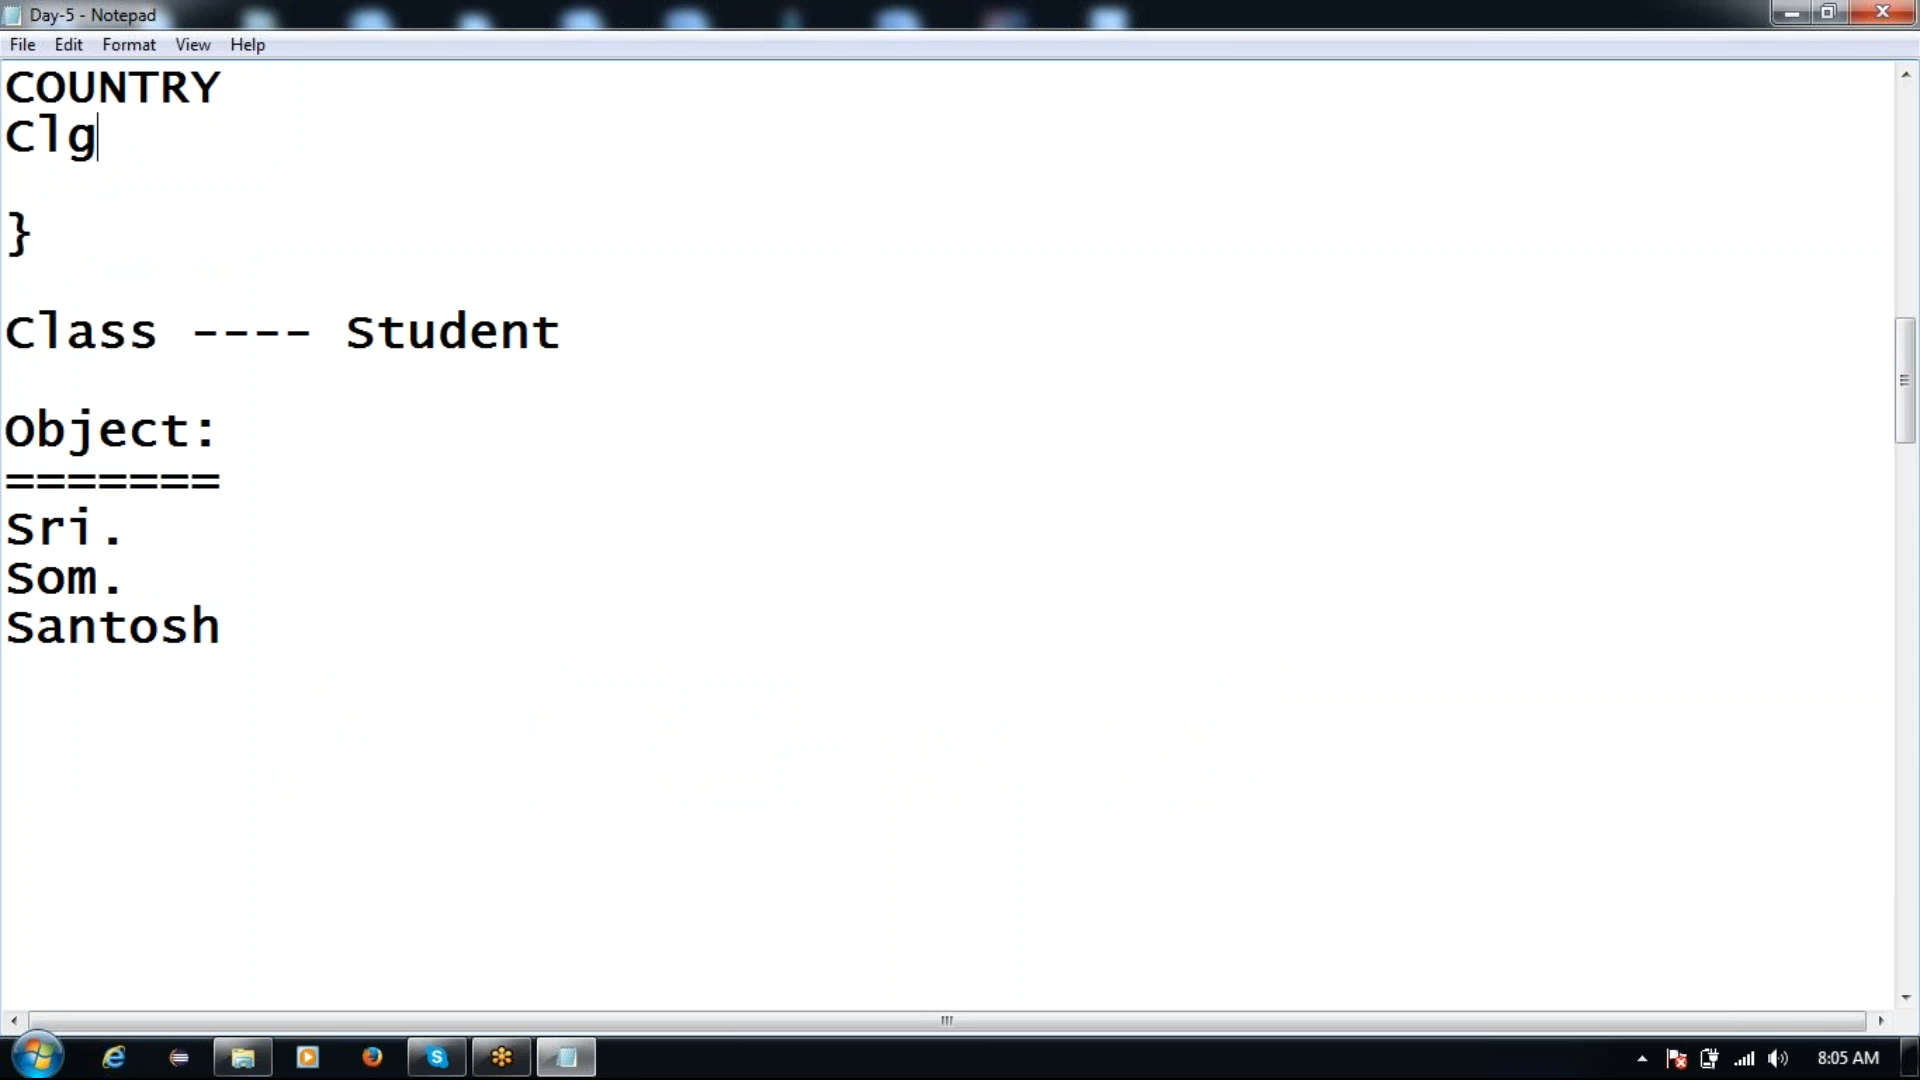 Day-5 - Notepad
File Edit Format View Help
COUNTRY
Clg
}
Class ---- Student
Object:
=======
Sri.
Som.
Santosh
8:05 AM